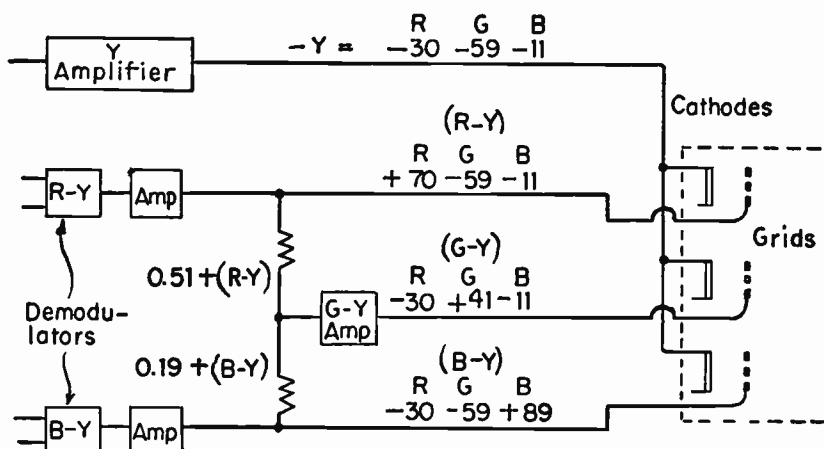 Y
Amplifier
-Y =
R G B
-30 -59 -11
Cathodes
(R-Y)
R G B
+70 -59 -11
R-Y
Amp
Grids
0.51+(R-Y)
(G-Y)
R G B
-30 +41 -11
G-Y
Amp
Demodu-
lators
0.19+(B-Y)
(B-Y)
R G B
-30 -59 +89
B-Y
Amp